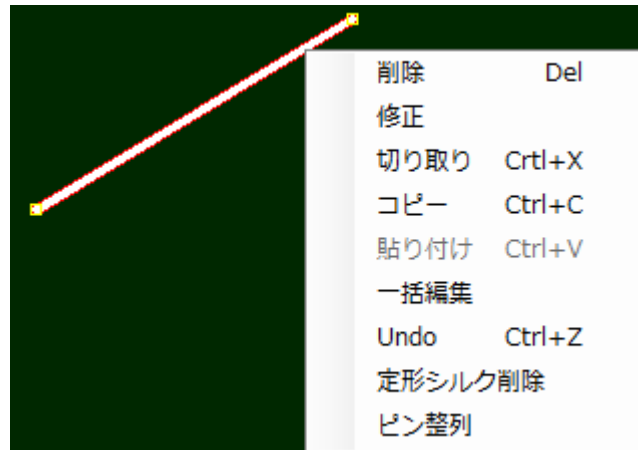 削除 Del
修正
切り取り Crtl+X
コピー Ctrl+C
貼り付け Ctrl+V
一括編集
Undo Ctrl+Z
定形シルク削除
ピン整列